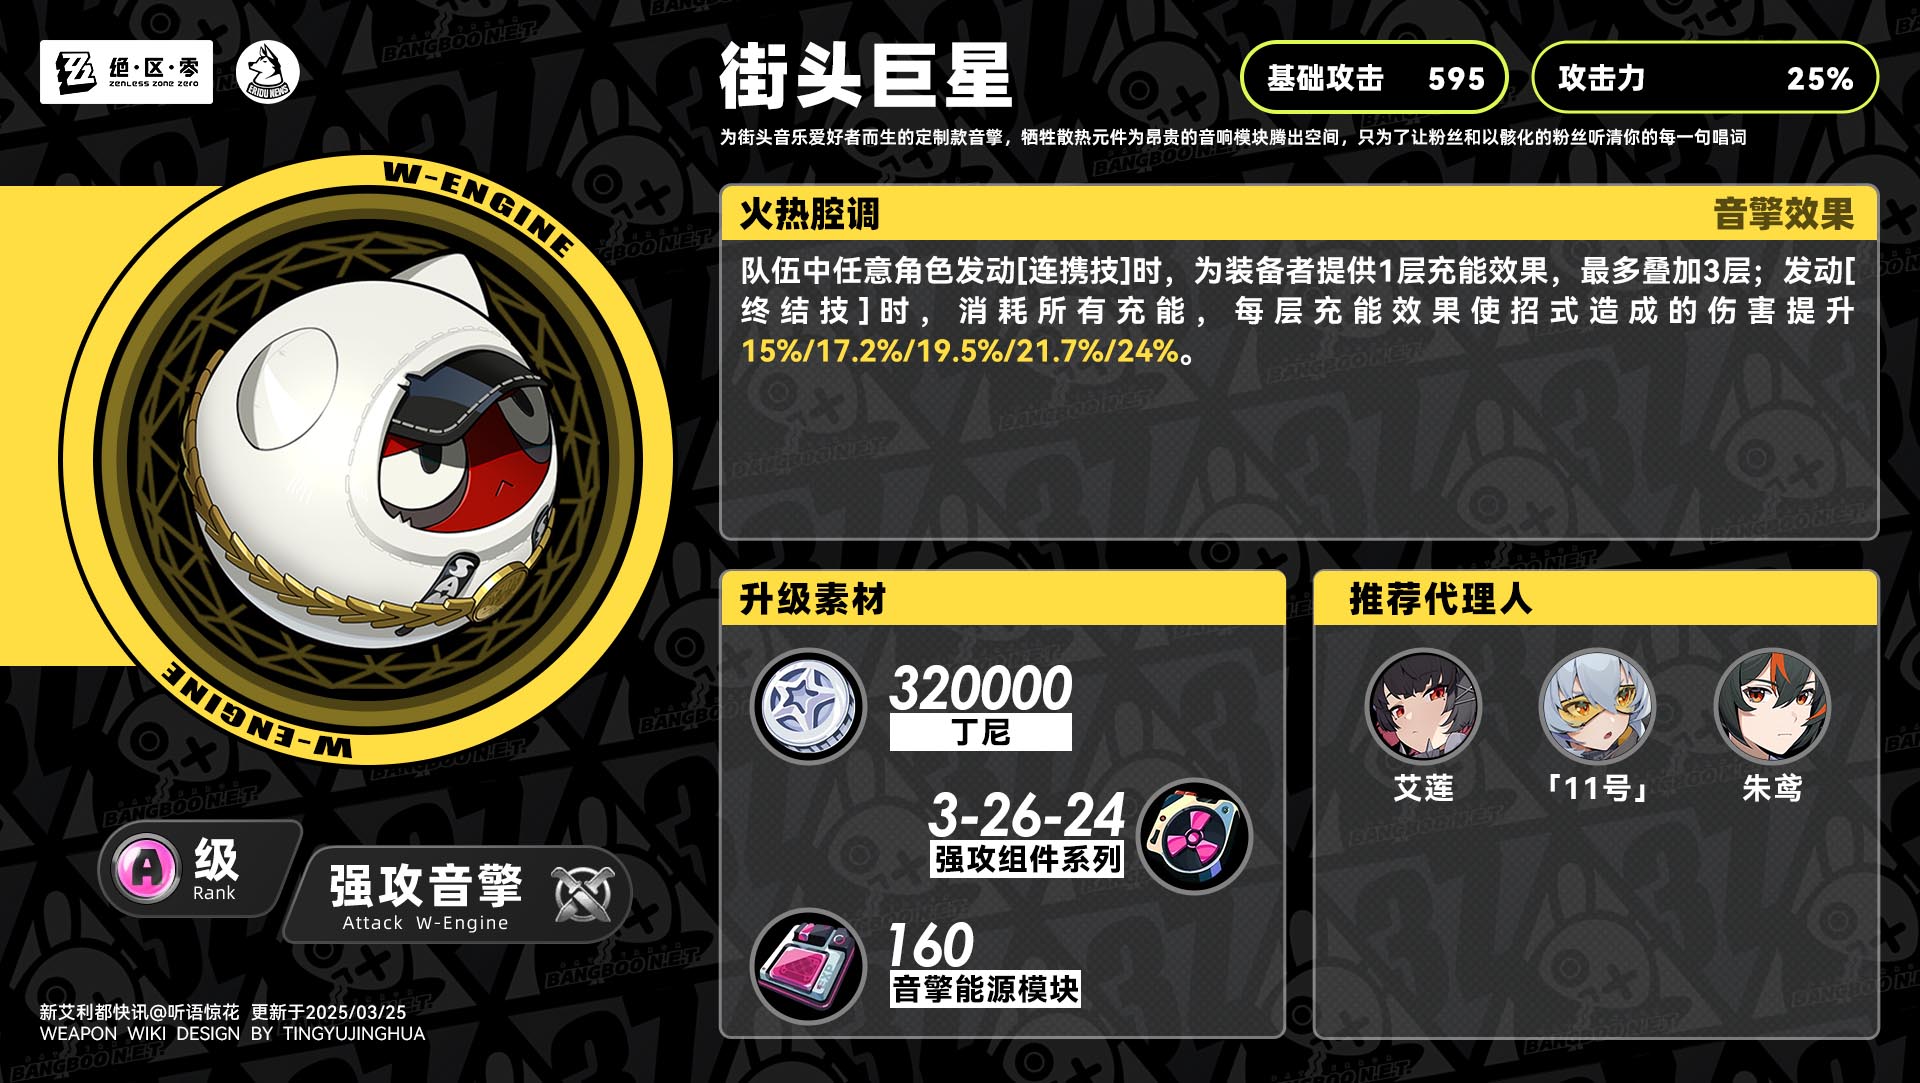 绝·区·零
ZENLESS ZONE ZERO
ERIDU NEWS
街头巨星
基础攻击 595
攻击力 25%
为街头音乐爱好者而生的定制款音擎，牺牲散热元件为昂贵的音响模块腾出空间，只为了让粉丝和以骸化的粉丝听清你的每一句唱词
W-ENGINE
W-ENGINE
火热腔调
音擎效果
队伍中任意角色发动[连携技]时，为装备者提供1层充能效果，最多叠加3层；发动[
终结技]时，消耗所有充能，每层充能效果使招式造成的伤害提升
15%/17.2%/19.5%/21.7%/24%。
升级素材
320000
丁尼
3-26-24
强攻组件系列
160
音擎能源模块
推荐代理人
艾莲
「11号」
朱鸢
A
级
Rank
强攻音擎
Attack W-Engine
新艾利都快讯@听语惊花 更新于2025/03/25
WEAPON WIKI DESIGN BY TINGYUJINGHUA
BANGBOO N.E.T.